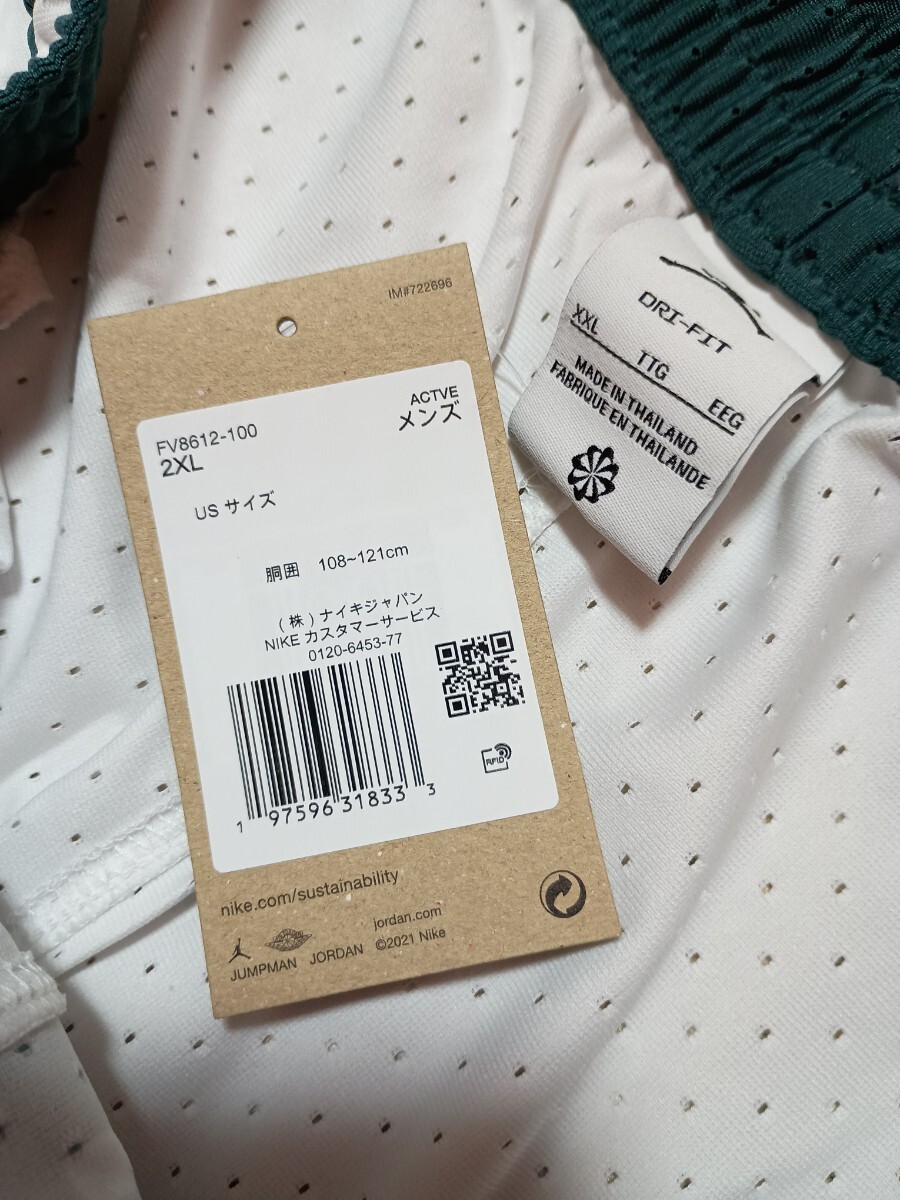 IM#722696
ACTVE
FV8612-100
メンズ
2XL
US サイズ
胴囲 108~121cm
(株)ナイキジャパン
NIKE カスタマーサービス
0120-6453-77
RFID
1 97596 31833 3
nike.com/sustainability
jordan.com
JUMPMAN JORDAN ©2021 Nike
DRI-FIT
XXL
TTG
EEG
MADE IN THAILAND
FABRIQUE EN THAILANDE